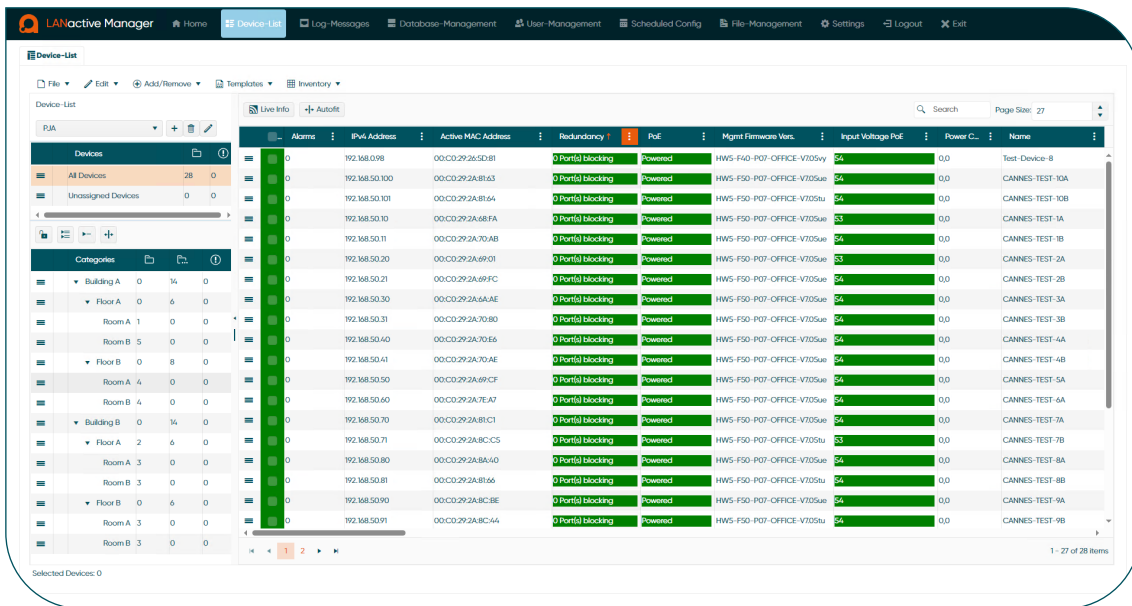 LANactive Manager Home Device-List Log-Messages Database-Management User-Management Scheduled Config File-Management Settings Logout Exit
Device-List
File Edit Add/Remove Templates Inventory
Device-List
Live Info Autofit Search Page Size: 27
PJA
Alarms IPv4 Address Active MAC Address Redundancy ↑ PoE Mgmt Firmware Vers. Input Voltage PoE Power C... Name
Devices
All Devices 28 0
Unassigned Devices 0 0
Categories
Building A 0 14 0
Floor A 0 6 0
Room A 1 0 0
Room B 5 0 0
Floor B 0 8 0
Room A 4 0 0
Room B 4 0 0
Building B 0 14 0
Floor A 2 6 0
Room A 3 0 0
Room B 3 0 0
Floor B 0 6 0
Room A 3 0 0
Room B 3 0 0
0 192.168.0.98 00:C0:29:26:5D:81 0 Port(s) blocking Powered HW5-F40-P07-OFFICE-V7.05vy 54 0,0 Test-Device-8
0 192.168.50.100 00:C0:29:2A:81:63 0 Port(s) blocking Powered HW5-F50-P07-OFFICE-V7.05ue 54 0,0 CANNES-TEST-10A
0 192.168.50.101 00:C0:29:2A:81:64 0 Port(s) blocking Powered HW5-F50-P07-OFFICE-V7.05tu 54 0,0 CANNES-TEST-10B
0 192.168.50.10 00:C0:29:2A:68:FA 0 Port(s) blocking Powered HW5-F50-P07-OFFICE-V7.05ue 53 0,0 CANNES-TEST-1A
0 192.168.50.11 00:C0:29:2A:70:AB 0 Port(s) blocking Powered HW5-F50-P07-OFFICE-V7.05ue 54 0,0 CANNES-TEST-1B
0 192.168.50.20 00:C0:29:2A:69:01 0 Port(s) blocking Powered HW5-F50-P07-OFFICE-V7.05ue 53 0,0 CANNES-TEST-2A
0 192.168.50.21 00:C0:29:2A:69:FC 0 Port(s) blocking Powered HW5-F50-P07-OFFICE-V7.05ue 54 0,0 CANNES-TEST-2B
0 192.168.50.30 00:C0:29:2A:6A:AE 0 Port(s) blocking Powered HW5-F50-P07-OFFICE-V7.05ue 54 0,0 CANNES-TEST-3A
0 192.168.50.31 00:C0:29:2A:70:80 0 Port(s) blocking Powered HW5-F50-P07-OFFICE-V7.05ue 54 0,0 CANNES-TEST-3B
0 192.168.50.40 00:C0:29:2A:70:E6 0 Port(s) blocking Powered HW5-F50-P07-OFFICE-V7.05ue 54 0,0 CANNES-TEST-4A
0 192.168.50.41 00:C0:29:2A:70:AE 0 Port(s) blocking Powered HW5-F50-P07-OFFICE-V7.05ue 54 0,0 CANNES-TEST-4B
0 192.168.50.50 00:C0:29:2A:69:CF 0 Port(s) blocking Powered HW5-F50-P07-OFFICE-V7.05ue 54 0,0 CANNES-TEST-5A
0 192.168.50.60 00:C0:29:2A:7E:A7 0 Port(s) blocking Powered HW5-F50-P07-OFFICE-V7.05ue 54 0,0 CANNES-TEST-6A
0 192.168.50.70 00:C0:29:2A:81:C1 0 Port(s) blocking Powered HW5-F50-P07-OFFICE-V7.05ue 54 0,0 CANNES-TEST-7A
0 192.168.50.71 00:C0:29:2A:8C:C5 0 Port(s) blocking Powered HW5-F50-P07-OFFICE-V7.05tu 53 0,0 CANNES-TEST-7B
0 192.168.50.80 00:C0:29:2A:8A:40 0 Port(s) blocking Powered HW5-F50-P07-OFFICE-V7.05ue 54 0,0 CANNES-TEST-8A
0 192.168.50.81 00:C0:29:2A:81:66 0 Port(s) blocking Powered HW5-F50-P07-OFFICE-V7.05tu 54 0,0 CANNES-TEST-8B
0 192.168.50.90 00:C0:29:2A:8C:BE 0 Port(s) blocking Powered HW5-F50-P07-OFFICE-V7.05ue 54 0,0 CANNES-TEST-9A
0 192.168.50.91 00:C0:29:2A:8C:44 0 Port(s) blocking Powered HW5-F50-P07-OFFICE-V7.05tu 54 0,0 CANNES-TEST-9B
1 2 1 - 27 of 28 items
Selected Devices: 0